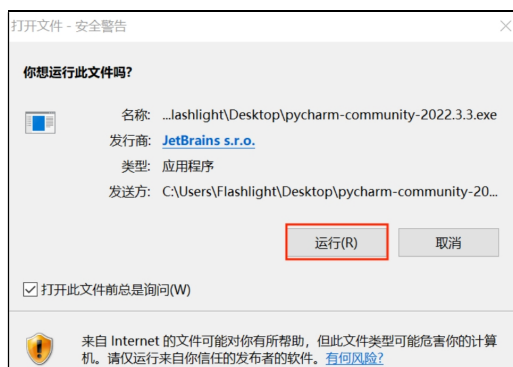 打开文件 - 安全警告
你想运行此文件吗?
名称: ...lashlight\Desktop\pycharm-community-2022.3.3.exe
发行商: JetBrains s.r.o.
类型: 应用程序
发送方: C:\Users\Flashlight\Desktop\pycharm-community-20...
运行(R) 取消
打开此文件前总是询问(W)
来自 Internet 的文件可能对你有所帮助，但此文件类型可能危害你的计算
机。请仅运行来自你信任的发布者的软件。有何风险?